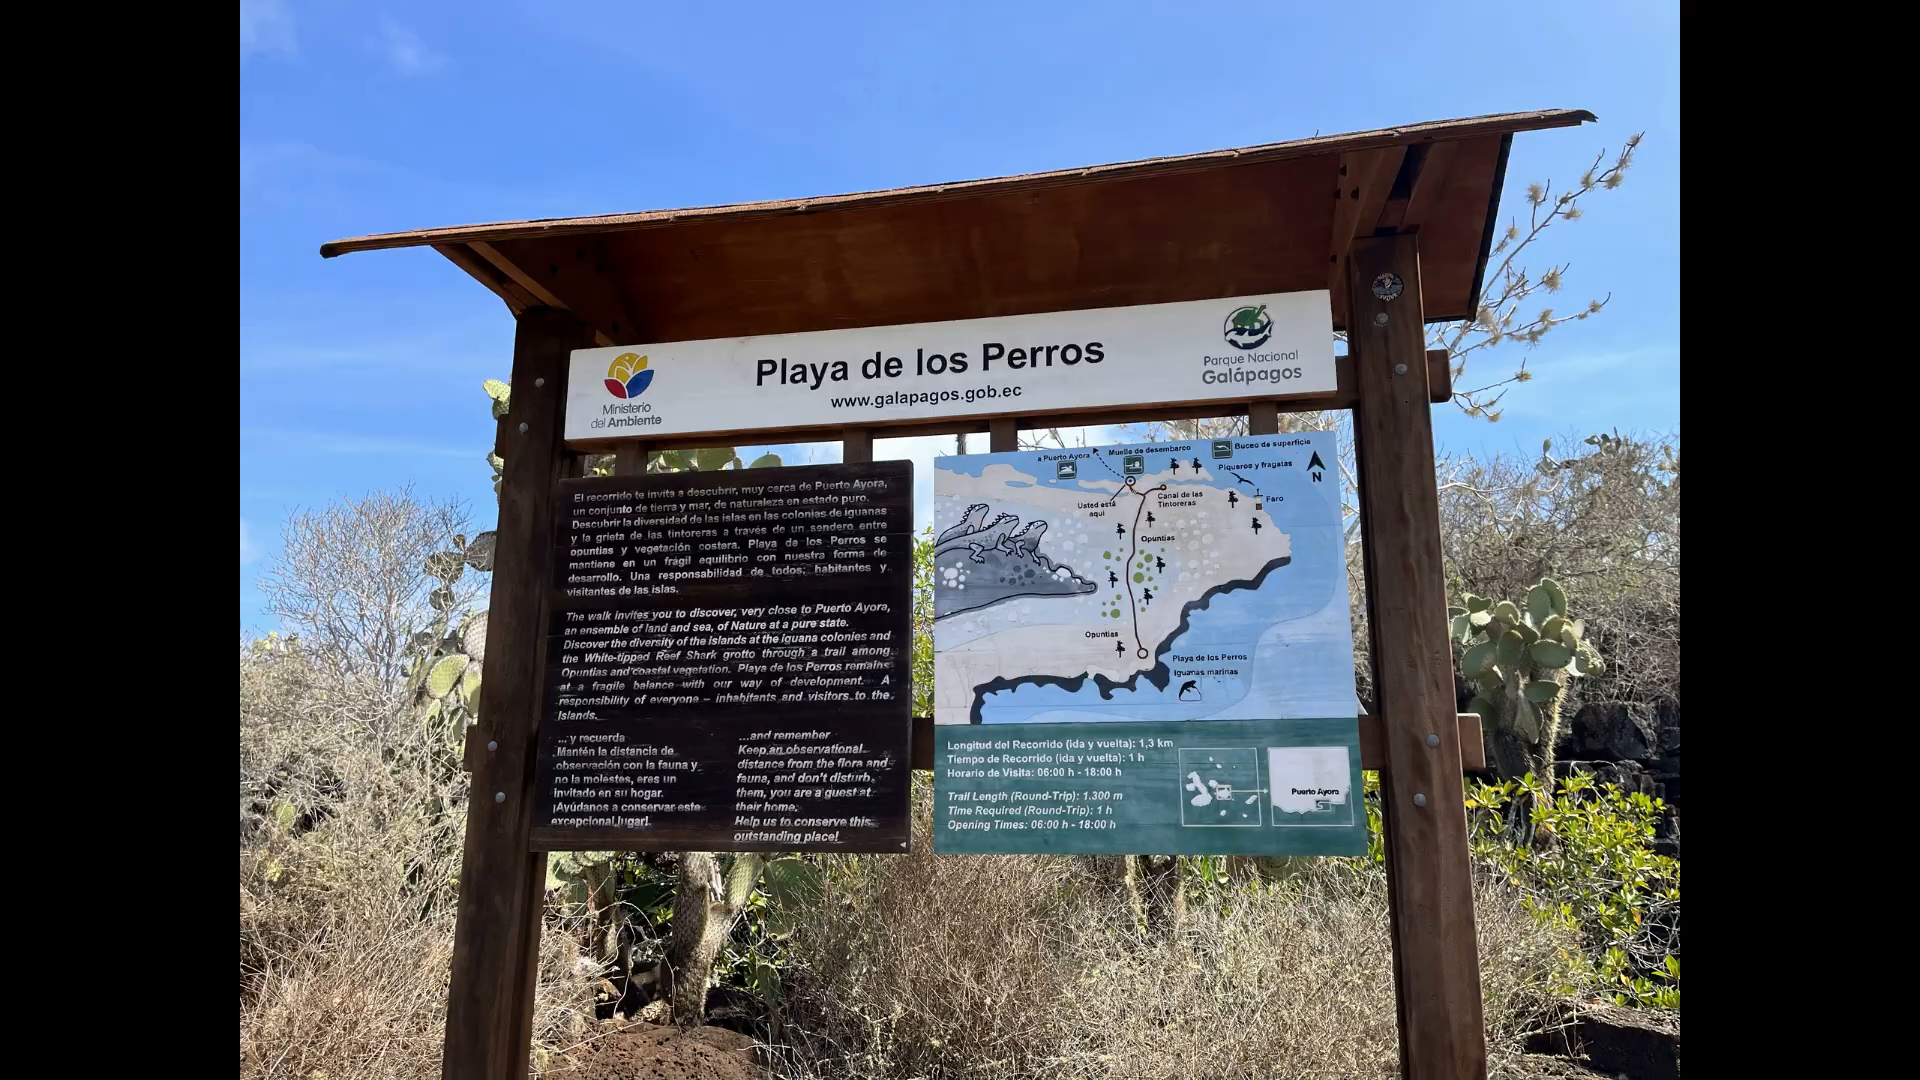 Playa de los Perros
www.galapagos.gob.ec
Ministerio
del Ambiente
Parque Nacional
Galápagos
El recorrido te invita a descubrir, muy cerca de Puerto Ayora,
un conjunto de tierra y mar, de naturaleza en estado puro.
Descubrir la diversidad de las islas en las colonias de iguanas
y la grieta de las tintoreras a través de un sendero entre
opuntias y vegetación costera. Playa de los Perros se
mantiene en un frágil equilibrio con nuestra forma de
desarrollo. Una responsabilidad de todos; habitantes y
visitantes de las islas.
The walk invites you to discover, very close to Puerto Ayora,
an ensemble of land and sea, of Nature at a pure state.
Discover the diversity of the islands at the iguana colonies and
the White-tipped Reef Shark grotto through a trail among
Opuntias and coastal vegetation. Playa de los Perros remains
at a fragile balance with our way of development. A
responsibility of everyone – inhabitants and visitors to the
Islands.
... y recuerda
Mantén la distancia de
observación con la fauna y
no la molestes, eres un
invitado en su hogar.
¡Ayúdanos a conservar este
excepcional lugar!
...and remember
Keep an observational
distance from the flora and
fauna, and don't disturb
them, you are a guest at
their home.
Help us to conserve this
outstanding place!
a Puerto Ayora
Muelle de desembarco
Buceo de superficie
Piqueros y fragatas
N
Usted está
aquí
Canal de las
Tintoreras
Faro
Opuntias
Opuntias
Playa de los Perros
Iguanas marinas
Longitud del Recorrido (ida y vuelta): 1,3 km
Tiempo de Recorrido (ida y vuelta): 1 h
Horario de Visita: 06:00 h - 18:00 h
Trail Length (Round-Trip): 1.300 m
Time Required (Round-Trip): 1 h
Opening Times: 06:00 h - 18:00 h
Puerto Ayora